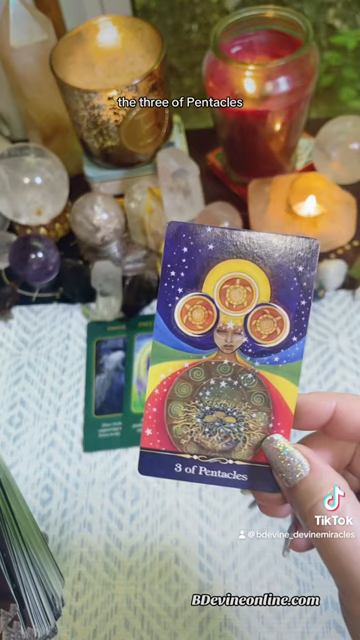 the three of Pentacles
3 of Pentacles
TikTok
@bdevine_devinemiracles
BDevineonline.com